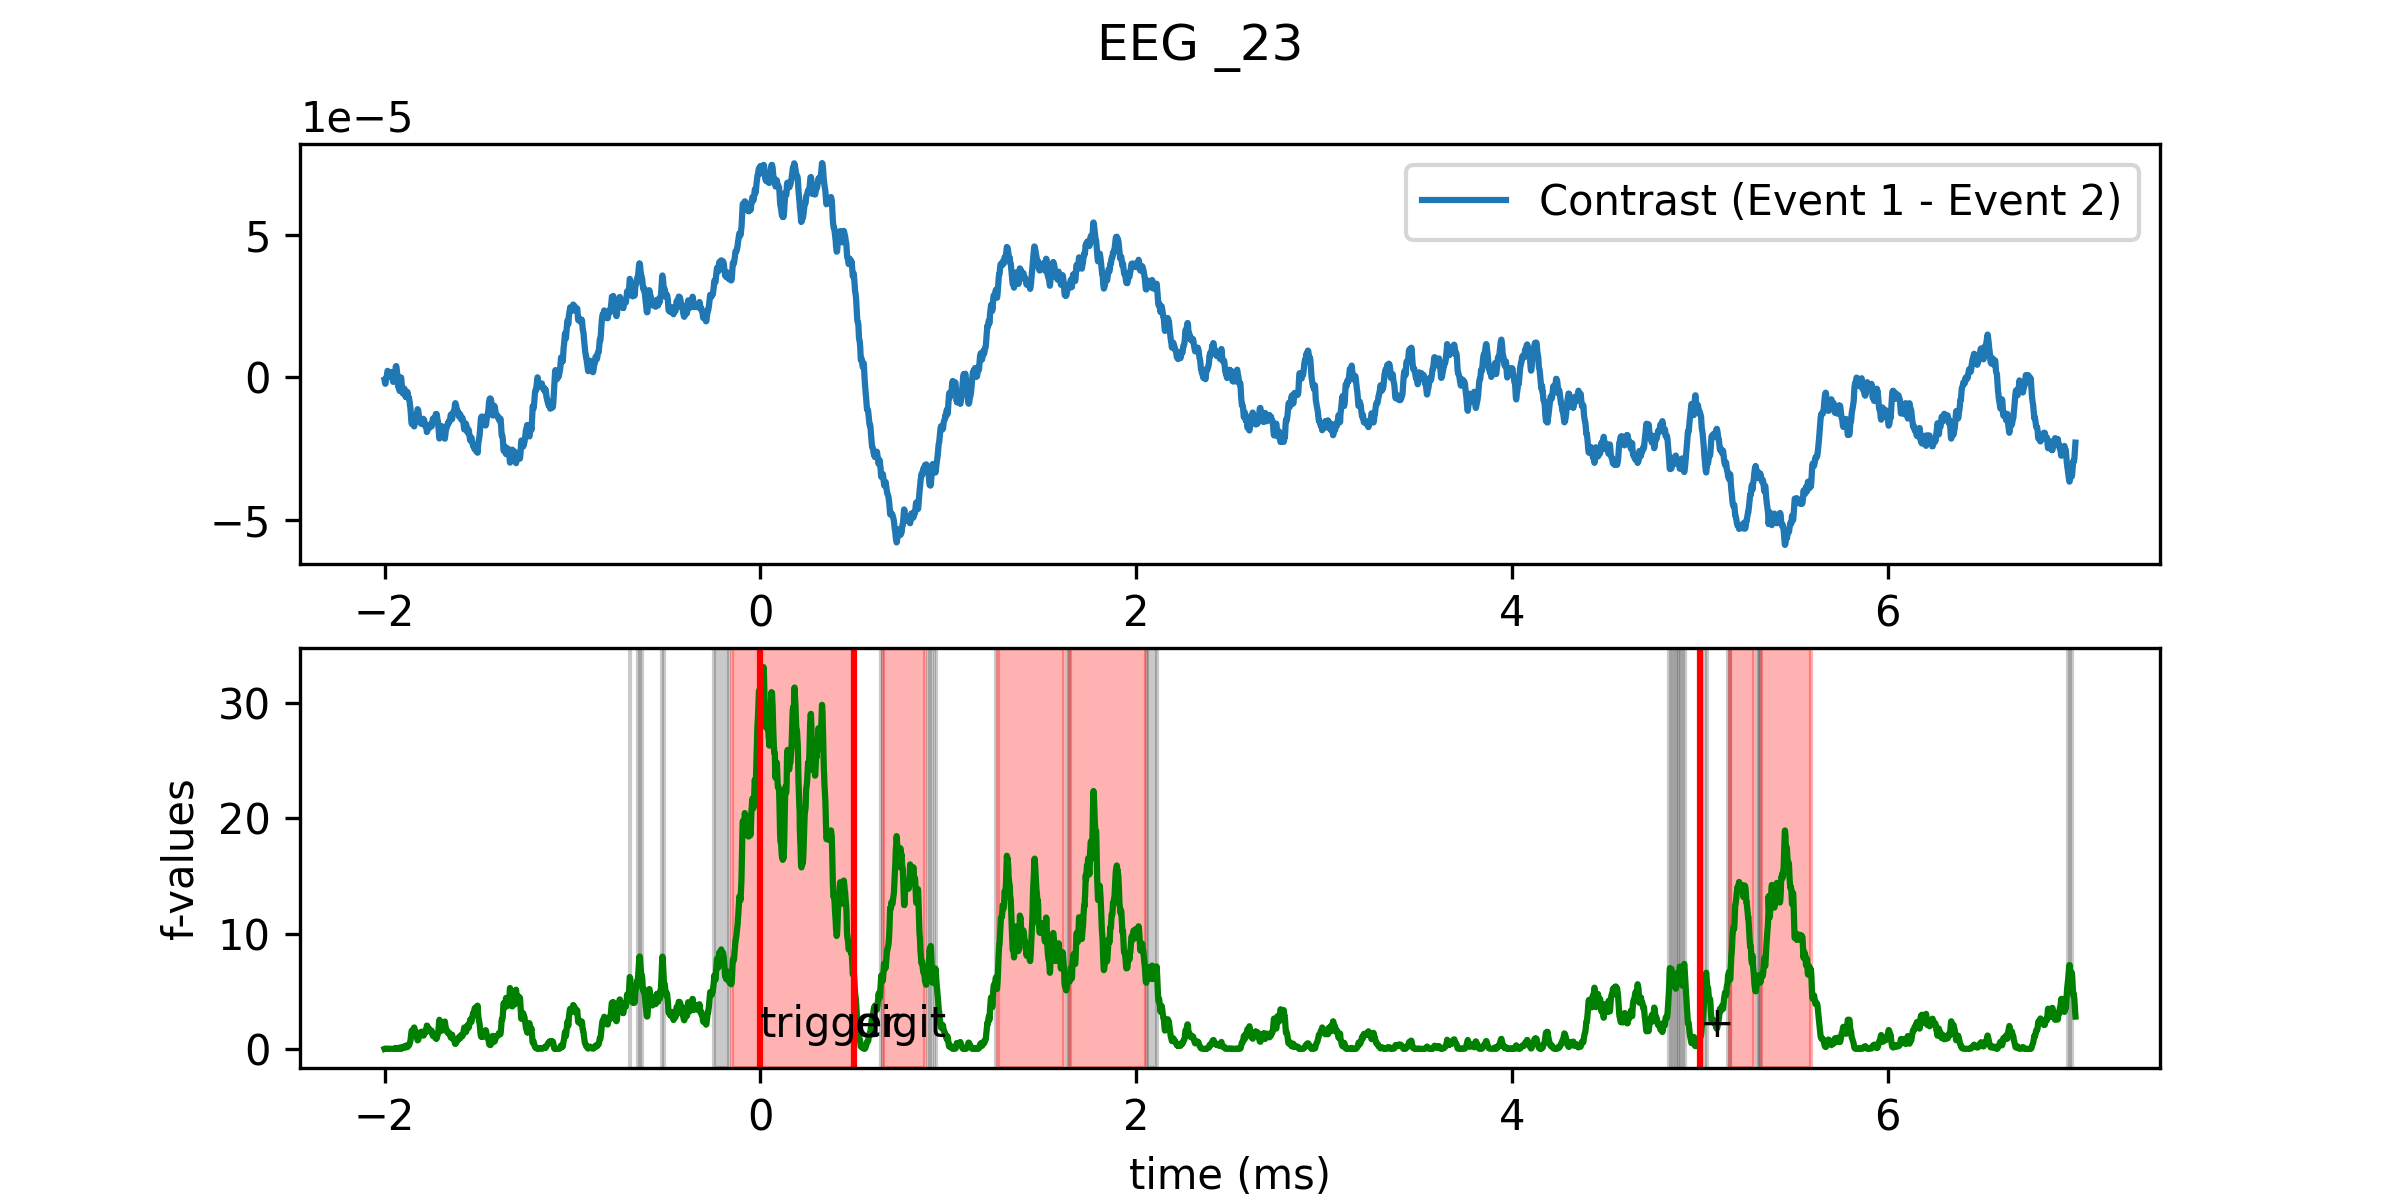 EEG _23
1e−5
Contrast (Event 1 - Event 2)
5
0
−5
−2 0 2 4 6
f-values
30
20
10
0
trigger
digit
+
−2 0 2 4 6
time (ms)